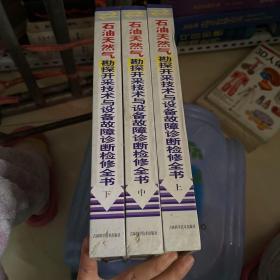 石油天然气勘探开采技术与设备故障诊断检修全书 下
石油天然气勘探开采技术与设备故障诊断检修全书 中
石油天然气勘探开采技术与设备故障诊断检修全书 上
30人